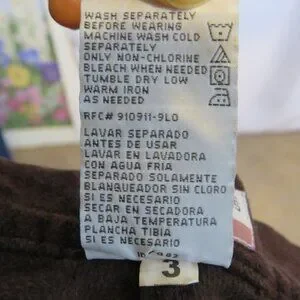 WASH SEPARATELY
BEFORE WEARING
MACHINE WASH COLD
SEPARATELY
ONLY NON-CHLORINE
BLEACH WHEN NEEDED
TUMBLE DRY LOW
WARM IRON
AS NEEDED
RFC# 910911-9L0
LAVAR SEPARADO
ANTES DE USAR
LAVAR EN LAVADORA
CON AGUA FRIA
SEPARADO SOLAMENTE
BLANQUEADOR SIN CLORO
SI ES NECESARIO
SECAR EN SECADORA
A BAJA TEMPERATURA
PLANCHA TIBIA
SI ES NECESARIO
3